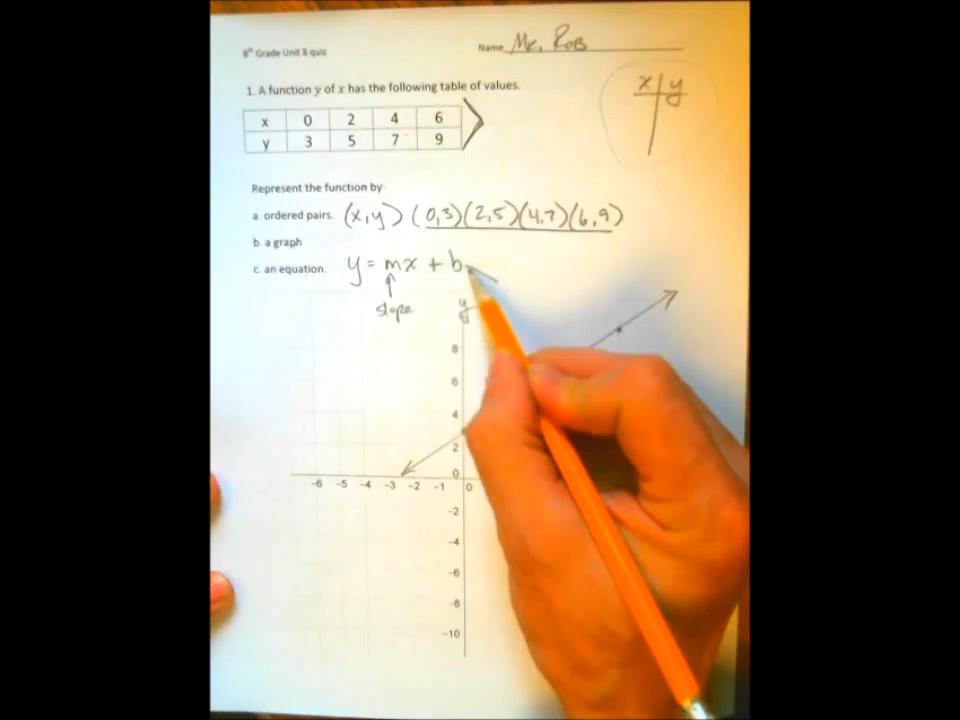 8th Grade Unit 8 quiz
Name Mr. Rob
x y
1. A function y of x has the following table of values.
x 0 2 4 6
y 3 5 7 9
Represent the function by
a. ordered pairs. (x,y) (0,3)(2,5)(4,7)(6,9)
b. a graph
c. an equation. y = mx + b
slope
y
8
6
4
2
0
-6 -5 -4 -3 -2 -1 0
-2
-4
-6
-8
-10